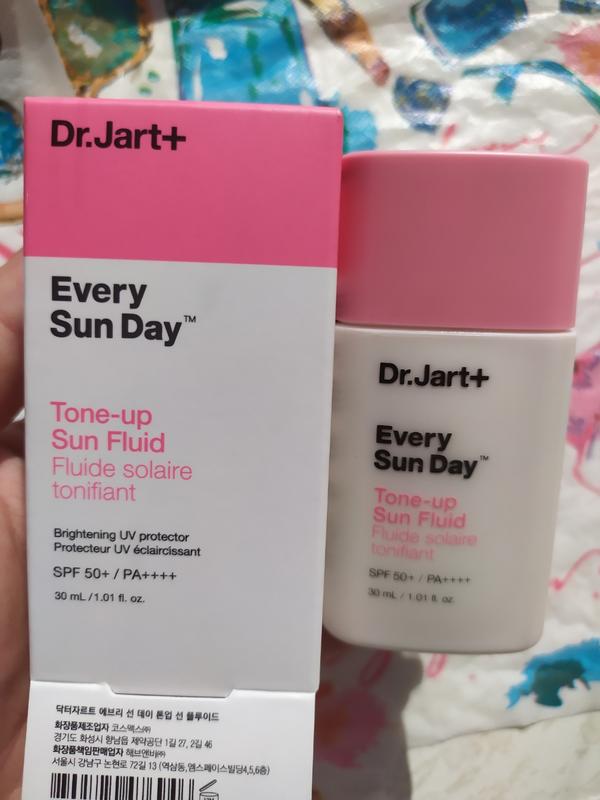 Dr.Jart+
Every
Sun Day™
Tone-up
Sun Fluid
Fluide solaire
tonifiant
Brightening UV protector
Protecteur UV éclaircissant
SPF 50+ / PA++++
30 mL / 1.01 fl. oz.
닥터자르트 에브리 선 데이 톤업 선 플루이드
화장품제조업자 코스맥스㈜
경기도 화성시 향남읍 제약공단 1길 27, 2길 46
화장품책임판매업자 해브앤비㈜
서울시 강남구 논현로 72길 13 (역삼동,엠스페이스빌딩4,5,6층)
Dr.Jart+
Every
Sun Day™
Tone-up
Sun Fluid
Fluide solaire
tonifiant
SPF 50+ / PA++++
30 mL / 1.01 fl. oz.